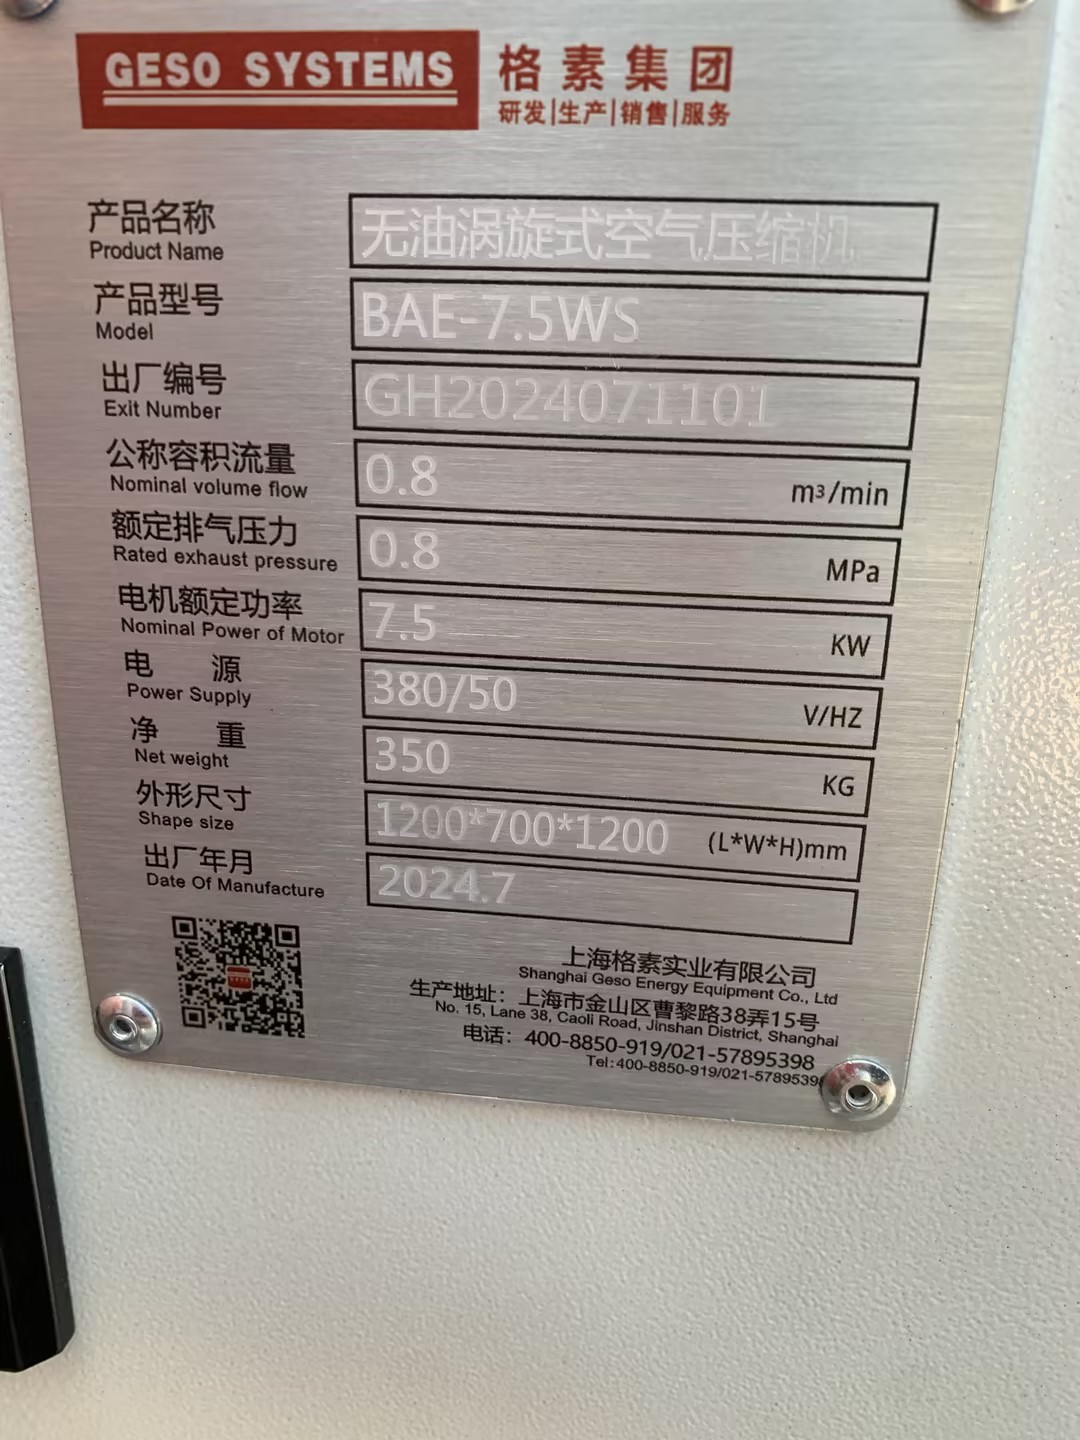 GESO SYSTEMS 格素集团
研发|生产|销售|服务
产品名称 无油涡旋式空气压缩机
Product Name
产品型号 BAE-7.5WS
Model
出厂编号 GH2024071101
Exit Number
公称容积流量 0.8 m³/min
Nominal volume flow
额定排气压力 0.8 MPa
Rated exhaust pressure
电机额定功率 7.5 KW
Nominal Power of Motor
电源 380/50 V/HZ
Power Supply
净重 350 KG
Net weight
外形尺寸 1200*700*1200 (L*W*H)mm
Shape size
出厂年月 2024.7
Date Of Manufacture
上海格素实业有限公司
Shanghai Geso Energy Equipment Co., Ltd
生产地址：上海市金山区曹黎路38弄15号
No. 15, Lane 38, Caoli Road, Jinshan District, Shanghai
电话：400-8850-919/021-57895398
Tel:400-8850-919/021-5789539